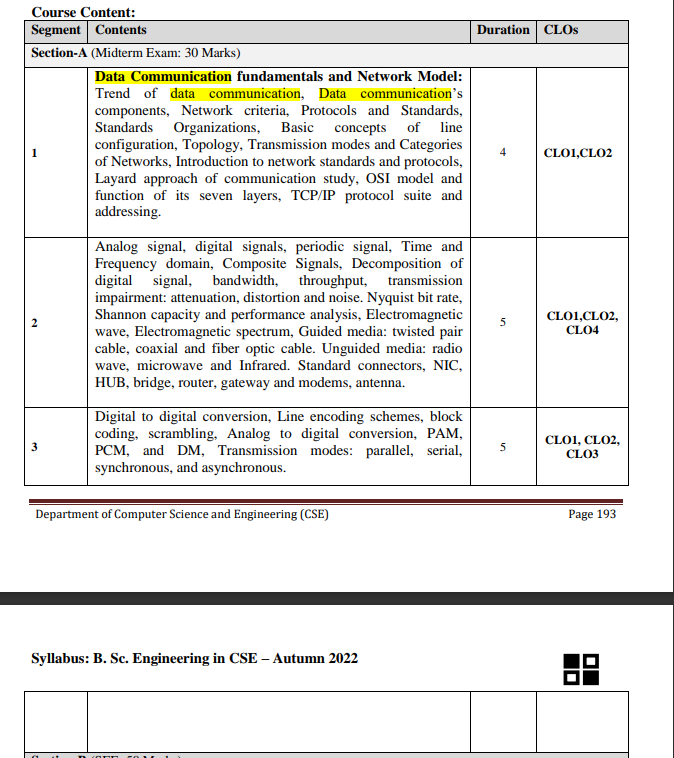 Course Content:
Segment Contents Duration CLOs
Section-A (Midterm Exam: 30 Marks)
Data Communication fundamentals and Network Model:
Trend of data communication, Data communication's
components, Network criteria, Protocols and Standards,
Standards Organizations, Basic concepts of line
configuration, Topology, Transmission modes and Categories
1 4 CLO1,CLO2
of Networks, Introduction to network standards and protocols,
Layard approach of communication study, OSI model and
function of its seven layers, TCP/IP protocol suite and
addressing.
Analog signal, digital signals, periodic signal, Time and
Frequency domain, Composite Signals, Decomposition of
digital signal, bandwidth, throughput, transmission
impairment: attenuation, distortion and noise. Nyquist bit rate,
Shannon capacity and performance analysis, Electromagnetic
2 5 CLO1,CLO2,
CLO4
wave, Electromagnetic spectrum, Guided media: twisted pair
cable, coaxial and fiber optic cable. Unguided media: radio
wave, microwave and Infrared. Standard connectors, NIC,
HUB, bridge, router, gateway and modems, antenna.
Digital to digital conversion, Line encoding schemes, block
coding, scrambling, Analog to digital conversion, PAM,
3 5 CLO1, CLO2,
CLO3
PCM, and DM, Transmission modes: parallel, serial,
synchronous, and asynchronous.
Department of Computer Science and Engineering (CSE) Page 193
Syllabus: B. Sc. Engineering in CSE – Autumn 2022